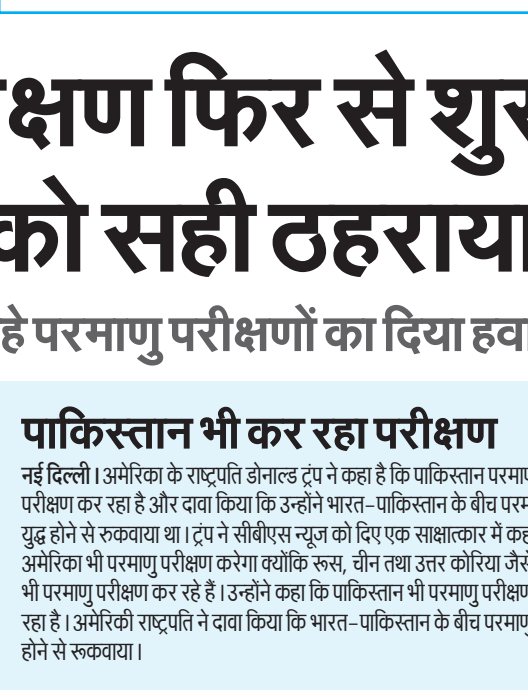 क्षण फिर से शुरू
को सही ठहराया
हे परमाणु परीक्षणों का दिया हवा
पाकिस्तान भी कर रहा परीक्षण
नई दिल्ली। अमेरिका के राष्ट्रपति डोनाल्ड ट्रंप ने कहा है कि पाकिस्तान परमाणु
परीक्षण कर रहा है और दावा किया कि उन्होंने भारत-पाकिस्तान के बीच परम
युद्ध होने से रुकवाया था। ट्रंप ने सीबीएस न्यूज को दिए एक साक्षात्कार में कह
अमेरिका भी परमाणु परीक्षण करेगा क्योंकि रूस, चीन तथा उत्तर कोरिया जैसे
भी परमाणु परीक्षण कर रहे हैं। उन्होंने कहा कि पाकिस्तान भी परमाणु परीक्षण
रहा है। अमेरिकी राष्ट्रपति ने दावा किया कि भारत-पाकिस्तान के बीच परमाणु
होने से रूकवाया।